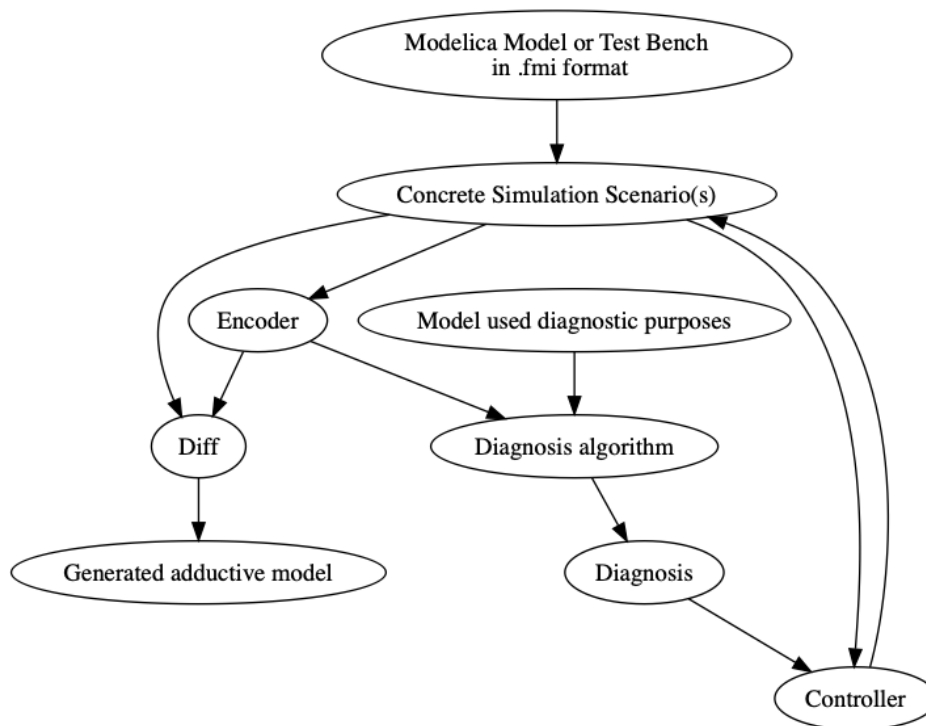 Modelica Model or Test Bench
in .fmi format
Concrete Simulation Scenario(s)
Encoder
Model used diagnostic purposes
Diff
Diagnosis algorithm
Generated adductive model
Diagnosis
Controller